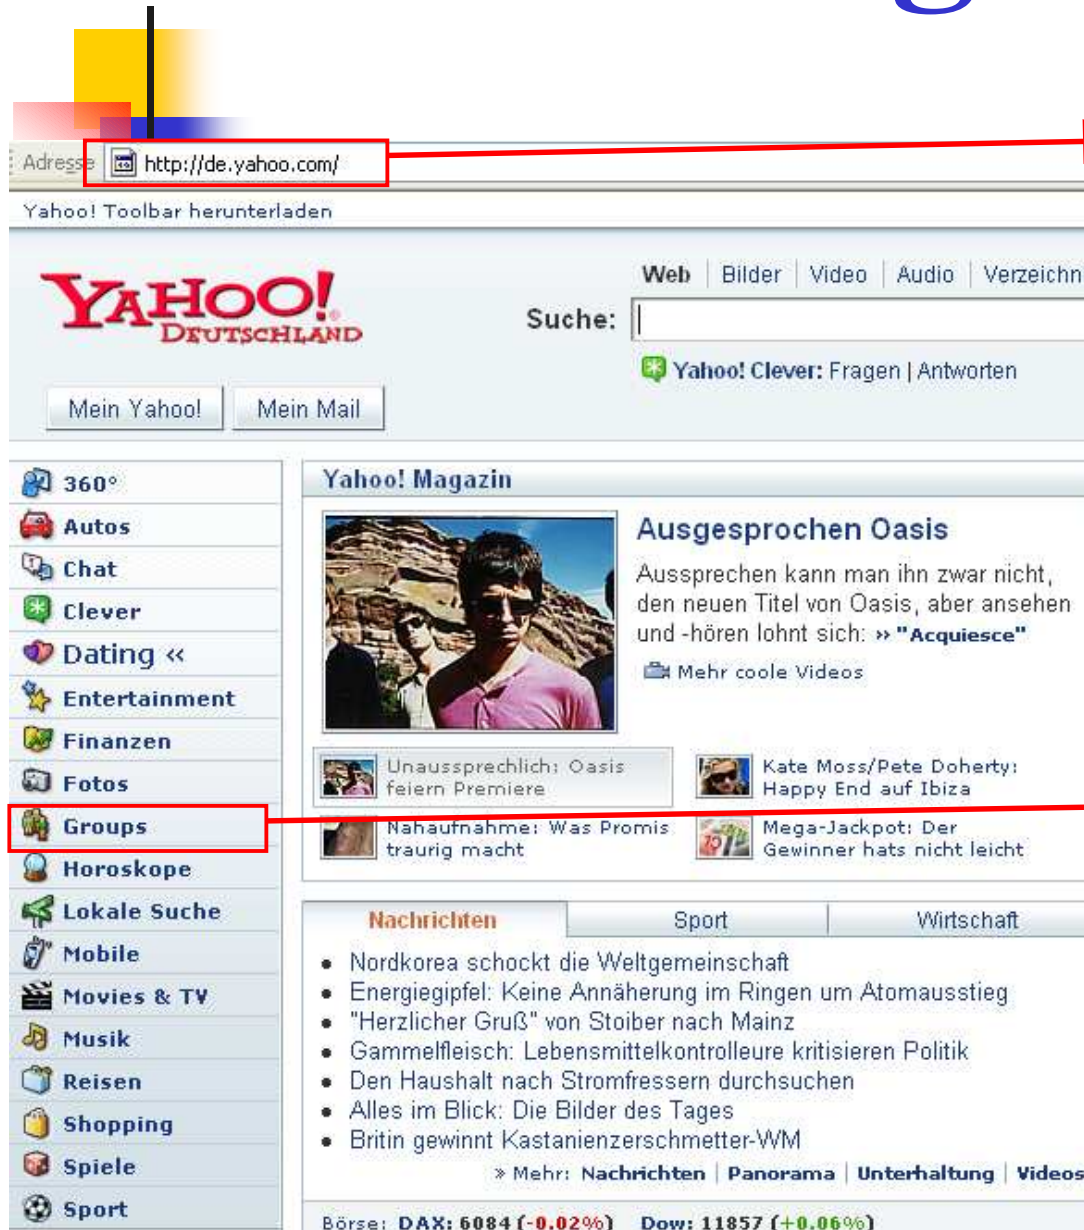 g
Adresse http://de.yahoo.com/
Yahoo! Toolbar herunterladen
YAHOO!
DEUTSCHLAND
Web | Bilder | Video | Audio | Verzeichn
Suche:
Yahoo! Clever: Fragen | Antworten
Mein Yahoo! Mein Mail
360°
Autos
Chat
Clever
Dating «
Entertainment
Finanzen
Fotos
Groups
Horoskope
Lokale Suche
Mobile
Movies & TV
Musik
Reisen
Shopping
Spiele
Sport
Yahoo! Magazin
Ausgesprochen Oasis
Aussprechen kann man ihn zwar nicht,
den neuen Titel von Oasis, aber ansehen
und -hören lohnt sich: » "Acquiesce"
Mehr coole Videos
Unaussprechlich: Oasis
feiern Premiere
Kate Moss/Pete Doherty:
Happy End auf Ibiza
Nahaufnahme: Was Promis
traurig macht
Mega-Jackpot: Der
Gewinner hats nicht leicht
Nachrichten Sport Wirtschaft
• Nordkorea schockt die Weltgemeinschaft
• Energiegipfel: Keine Annäherung im Ringen um Atomausstieg
• "Herzlicher Gruß" von Stoiber nach Mainz
• Gammelfleisch: Lebensmittelkontrolleure kritisieren Politik
• Den Haushalt nach Stromfressern durchsuchen
• Alles im Blick: Die Bilder des Tages
• Britin gewinnt Kastanienzerschmetter-WM
» Mehr: Nachrichten | Panorama | Unterhaltung | Videos
Börse: DAX: 6084 (-0.02%) Dow: 11857 (+0.06%)